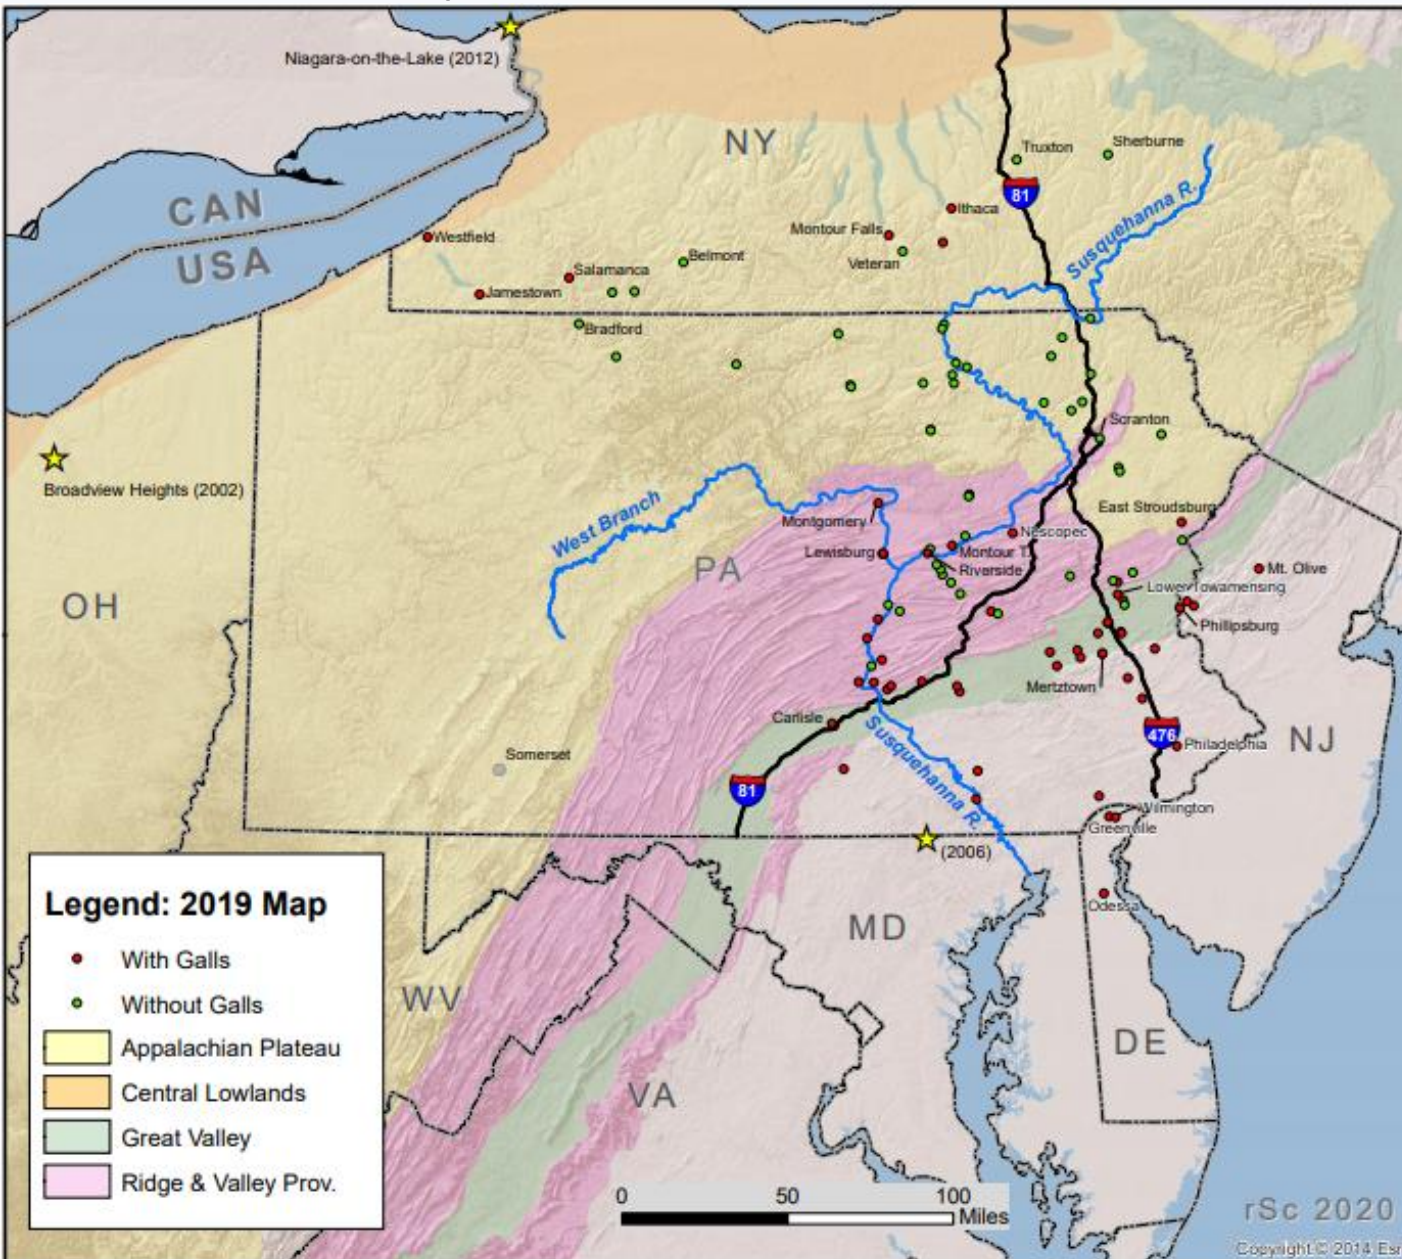 Niagara-on-the-Lake (2012)
NY
Truxton
Sherburne
CAN
USA
81
Susquehanna R.
Ithaca
Montour Falls
Westfield
Veteran
Belmont
Salamanca
Jamestown
Bradford
Scranton
Broadview Heights (2002)
West Branch
East Stroudsburg
Montgomery
Nescopec
Lewisburg
Montour T.
PA
Riverside
Mt. Olive
Lower Towamensing
OH
Phillipsburg
Mertztown
Carlisle
Susquehanna R.
476
Philadelphia
NJ
Somerset
81
Wilmington
Greenville
(2006)
Odessa
MD
WV
DE
VA
Legend: 2019 Map
With Galls
Without Galls
Appalachian Plateau
Central Lowlands
Great Valley
Ridge & Valley Prov.
0 50 100
Miles
rSc 2020
Copyright:© 2014 Esr